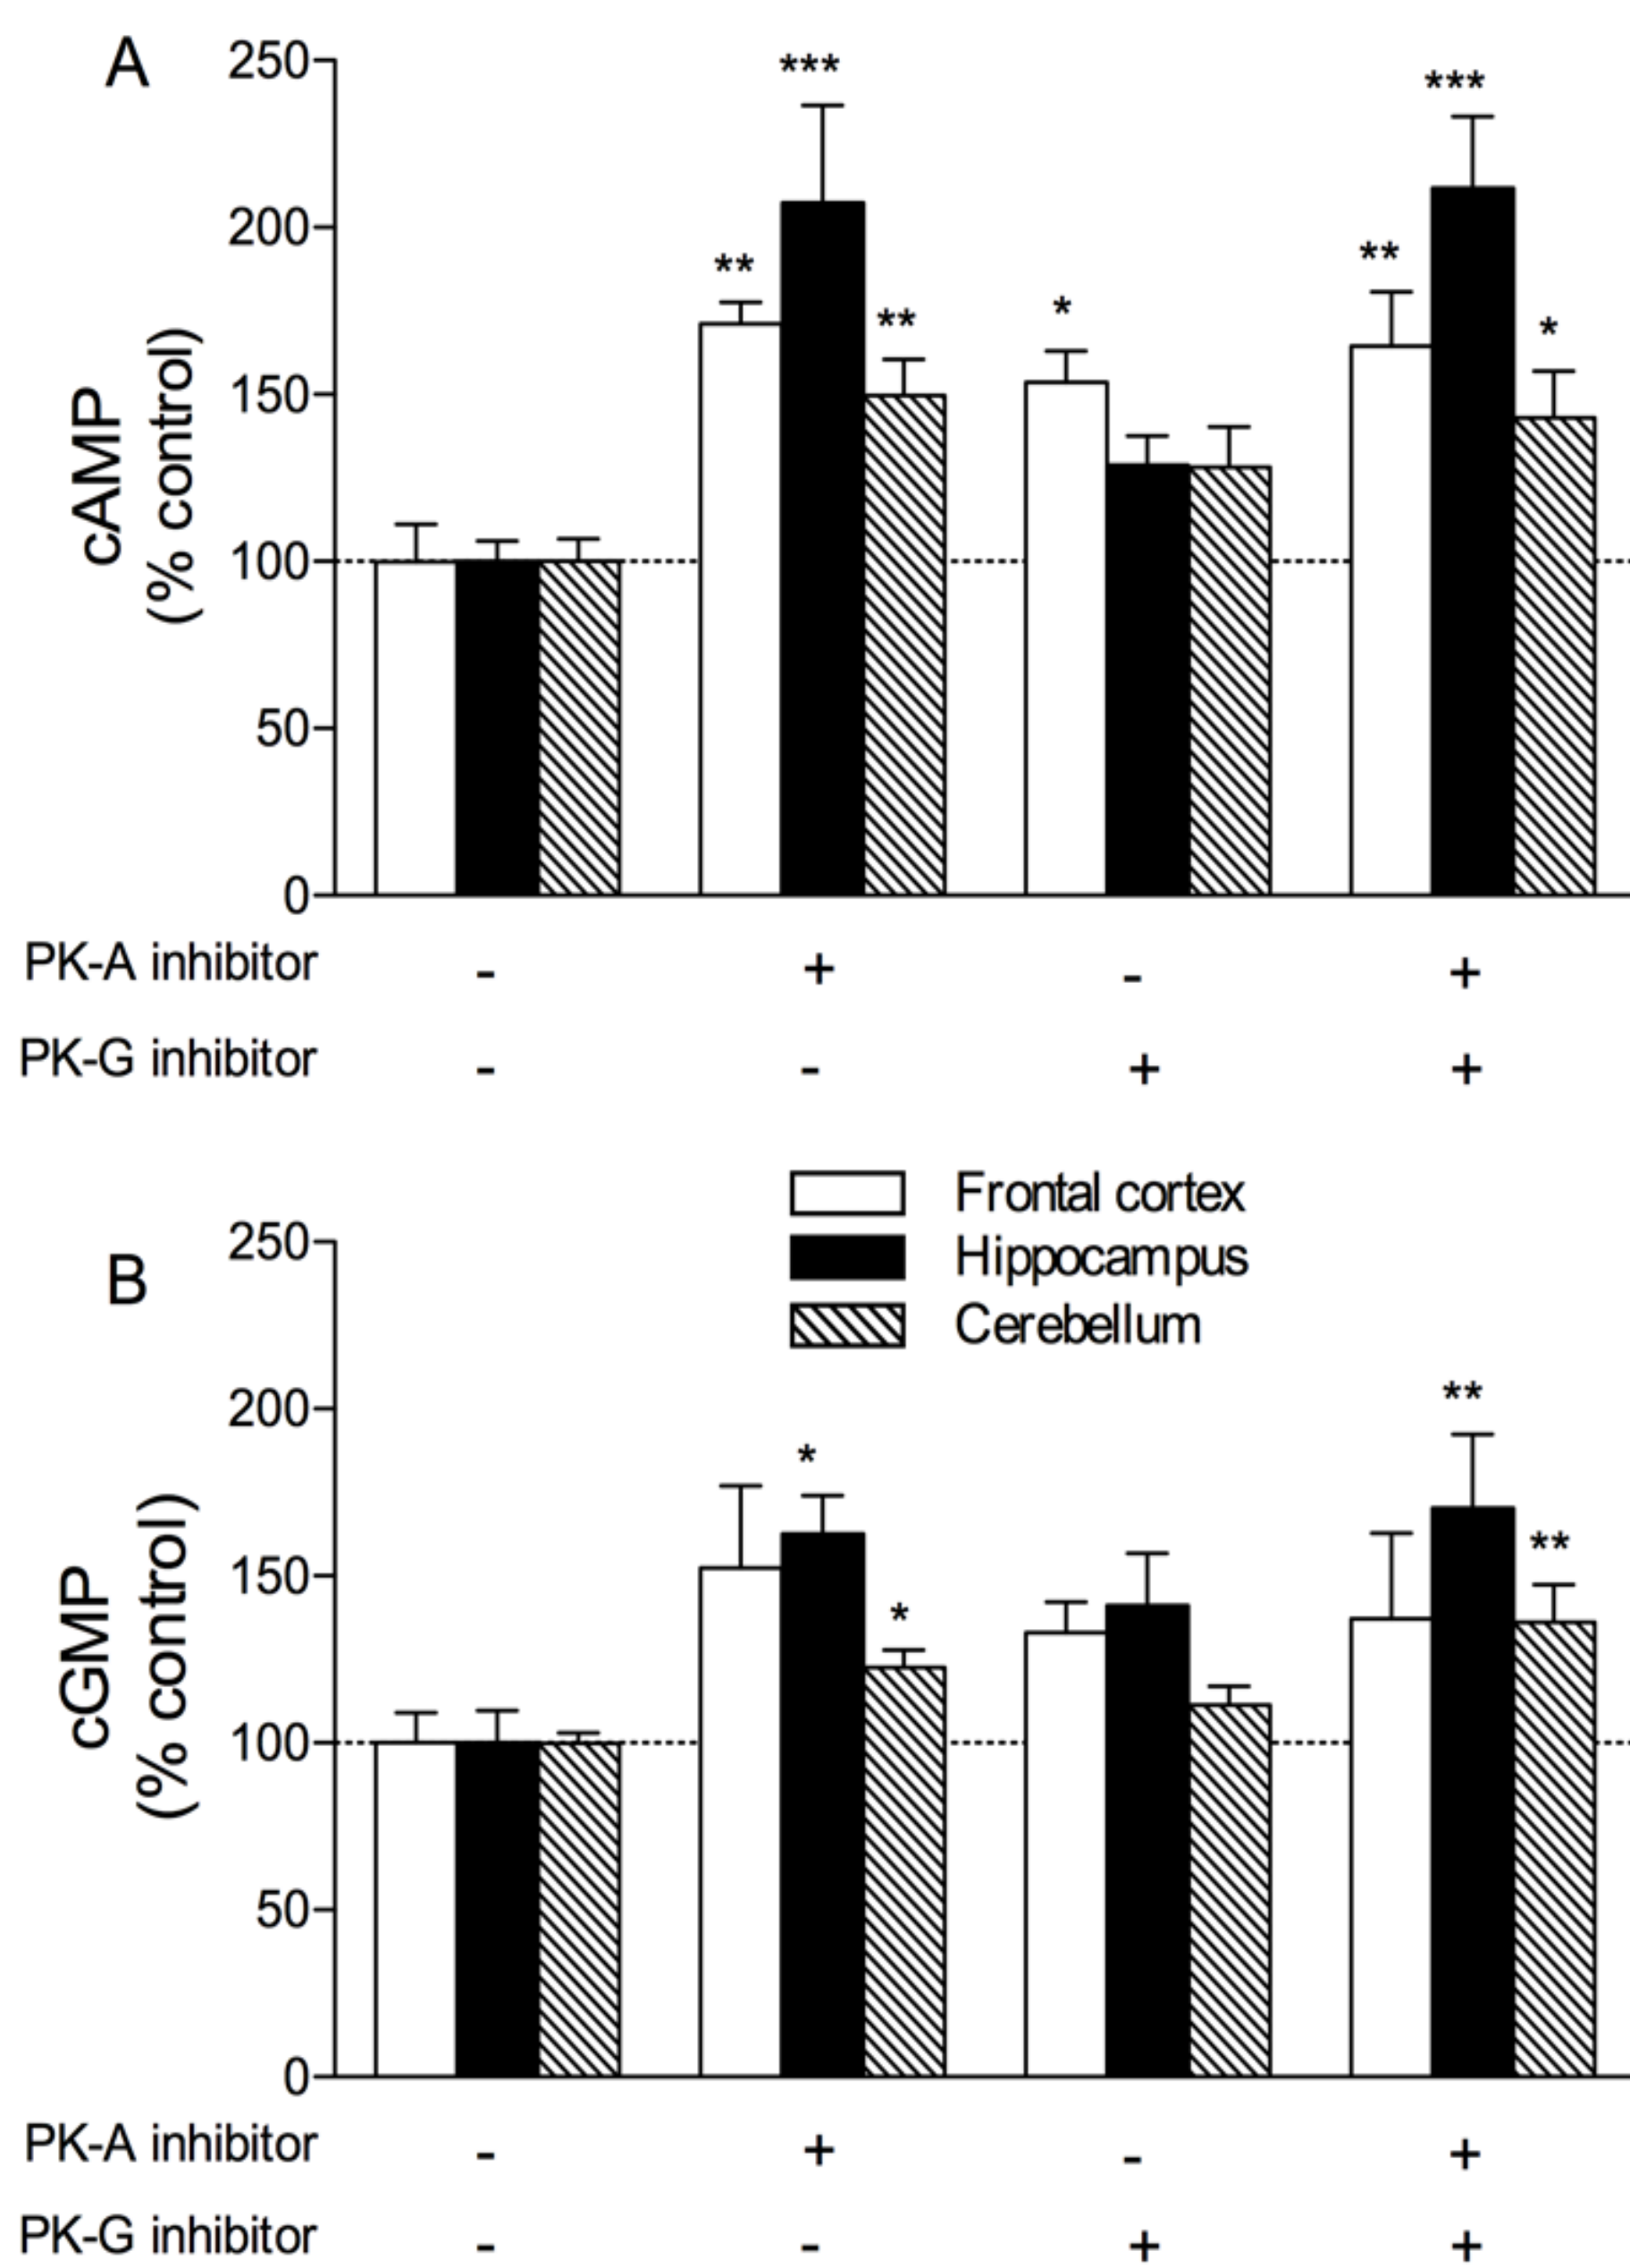 A
250
***
***
200
**
**
**
*
*
150
cAMP
(% control)
100
50
0
PK-A inhibitor - + - +
PK-G inhibitor - - + +
Frontal cortex
Hippocampus
Cerebellum
B
250
200
**
*
**
*
150
cGMP
(% control)
100
50
0
PK-A inhibitor - + - +
PK-G inhibitor - - + +